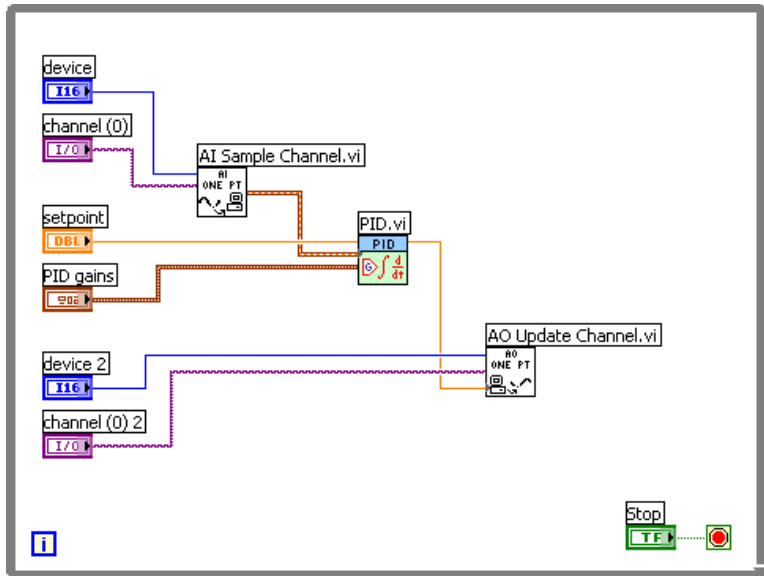 device
I16
channel (0)
I/O
AI Sample Channel.vi
AI
ONE PT
setpoint
DBL
PID.vi
PID
G
d
dt
PID gains
AO Update Channel.vi
AO
ONE PT
device 2
I16
channel (0) 2
I/O
Stop
TF
i